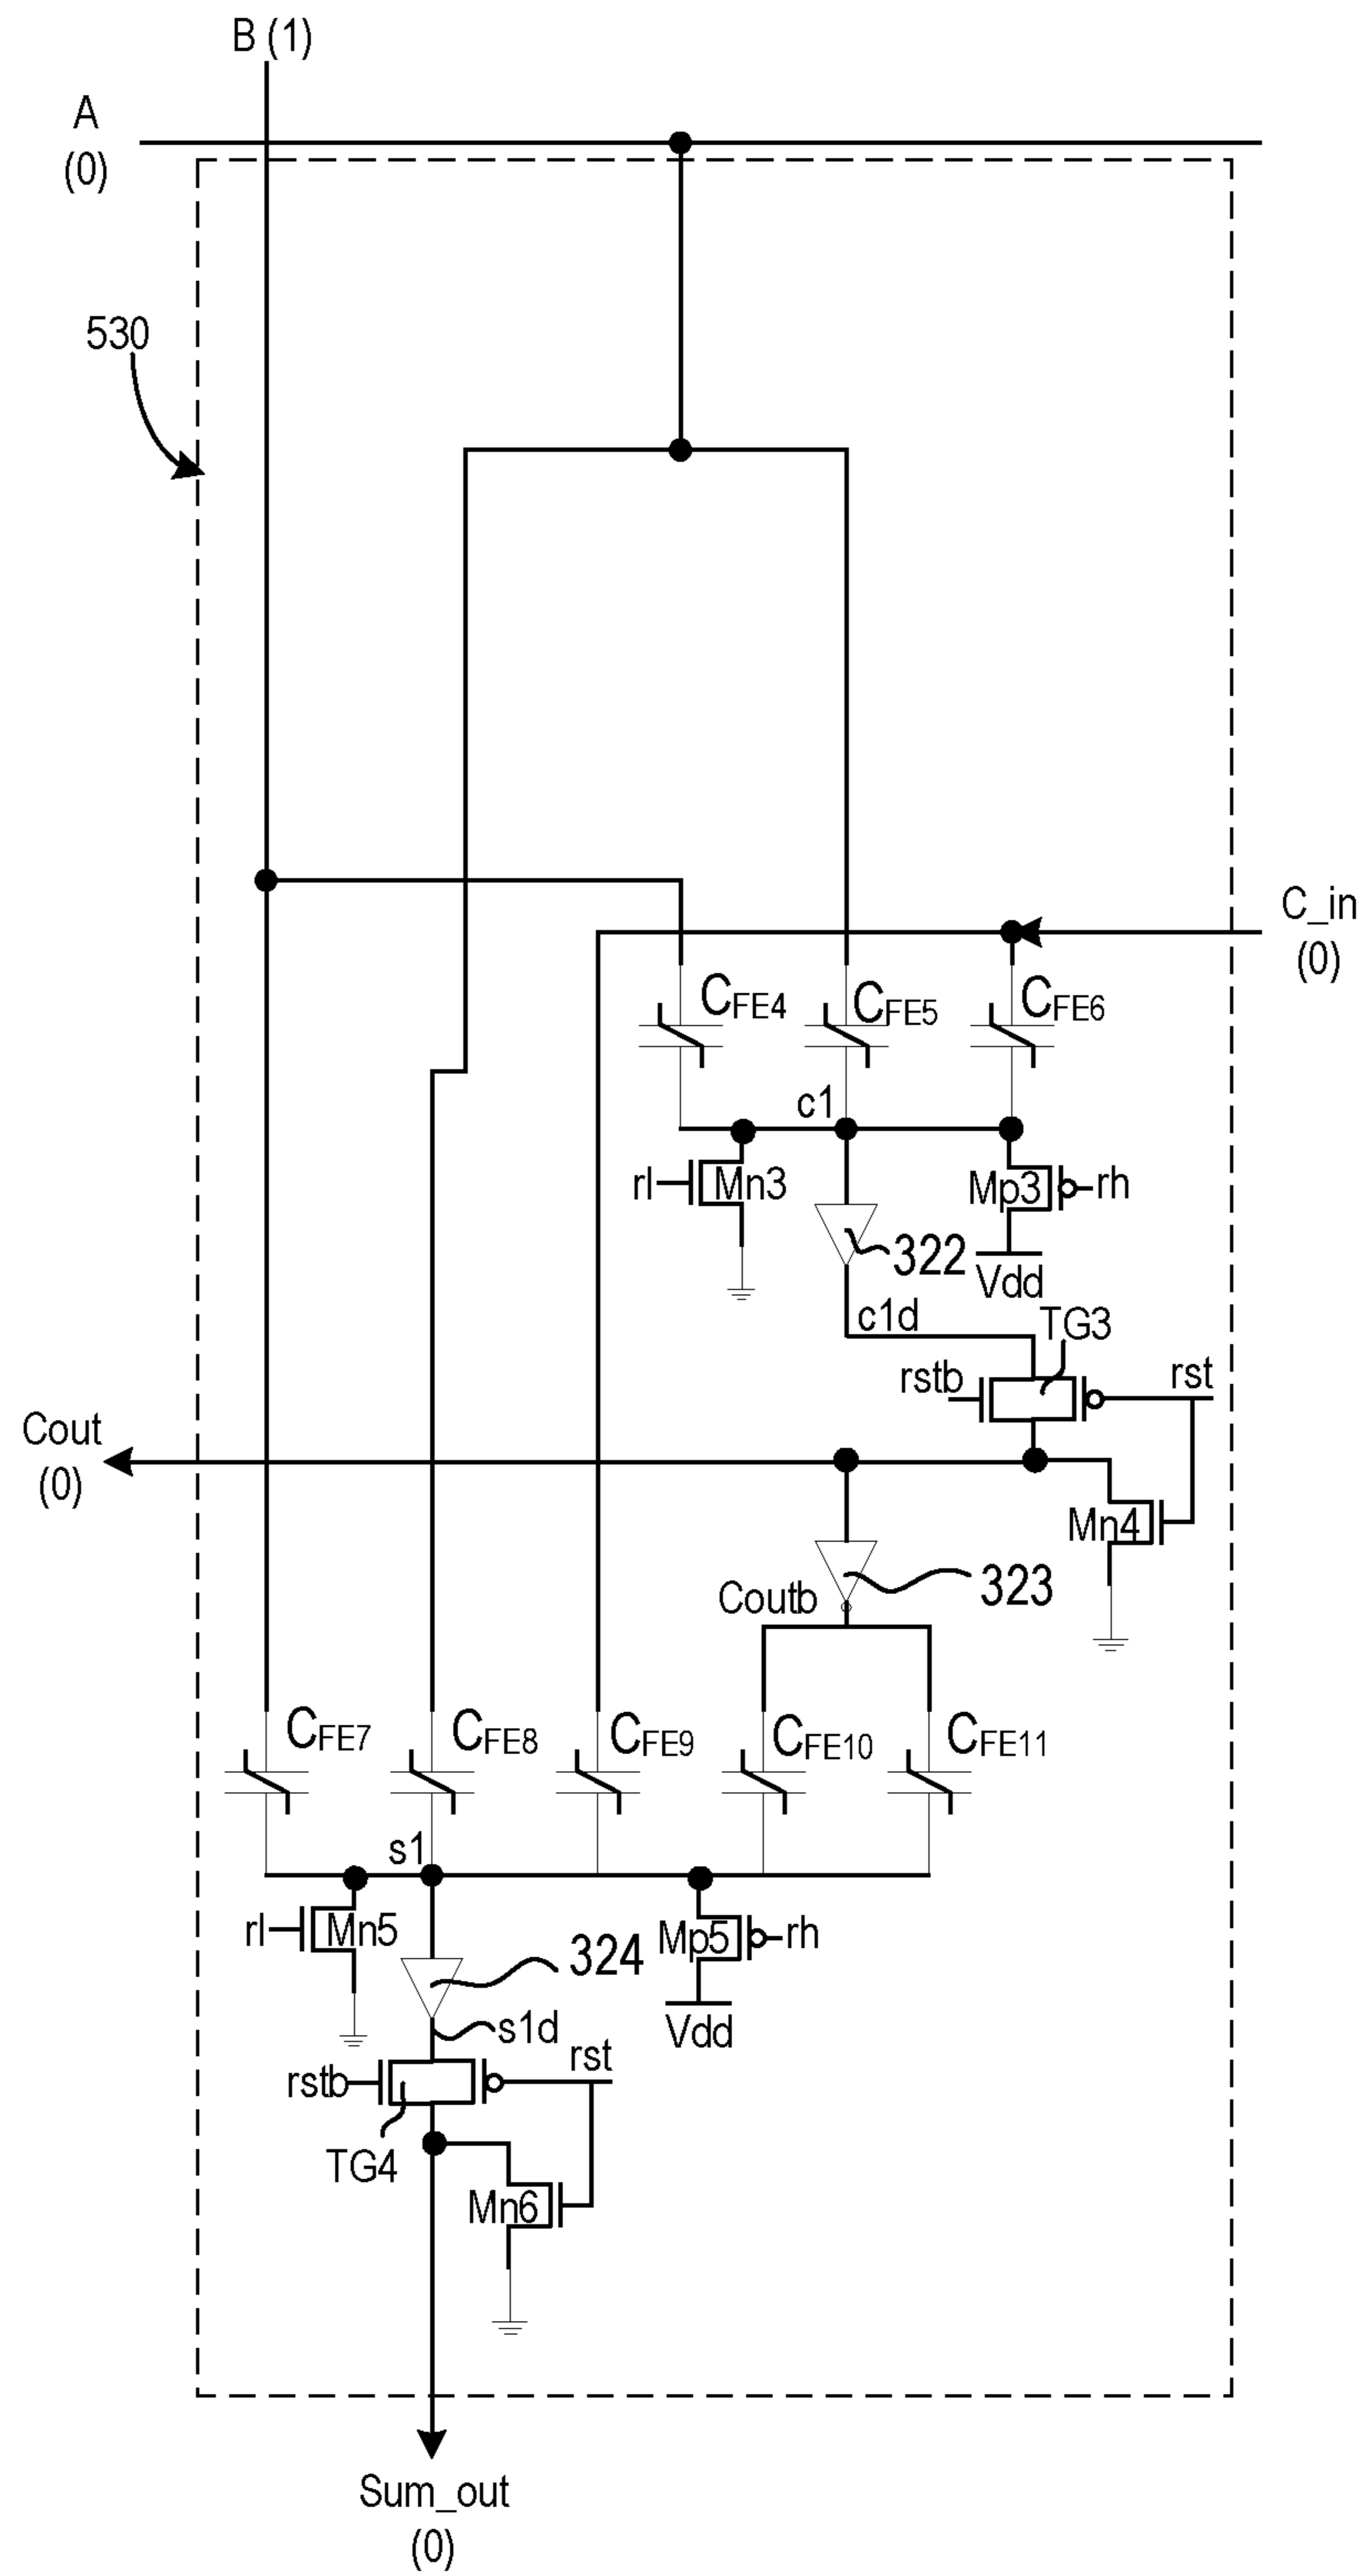 B (1)
A
(0)
530
C_in
(0)
CFE4
CFE5
CFE6
c1
rl
Mn3
Mp3
rh
322
Vdd
c1d
TG3
rstb
rst
Cout
(0)
Mn4
323
Coutb
CFE7
CFE8
CFE9
CFE10
CFE11
s1
rl
Mn5
324
Mp5
rh
s1d
Vdd
rstb
rst
TG4
Mn6
Sum_out
(0)